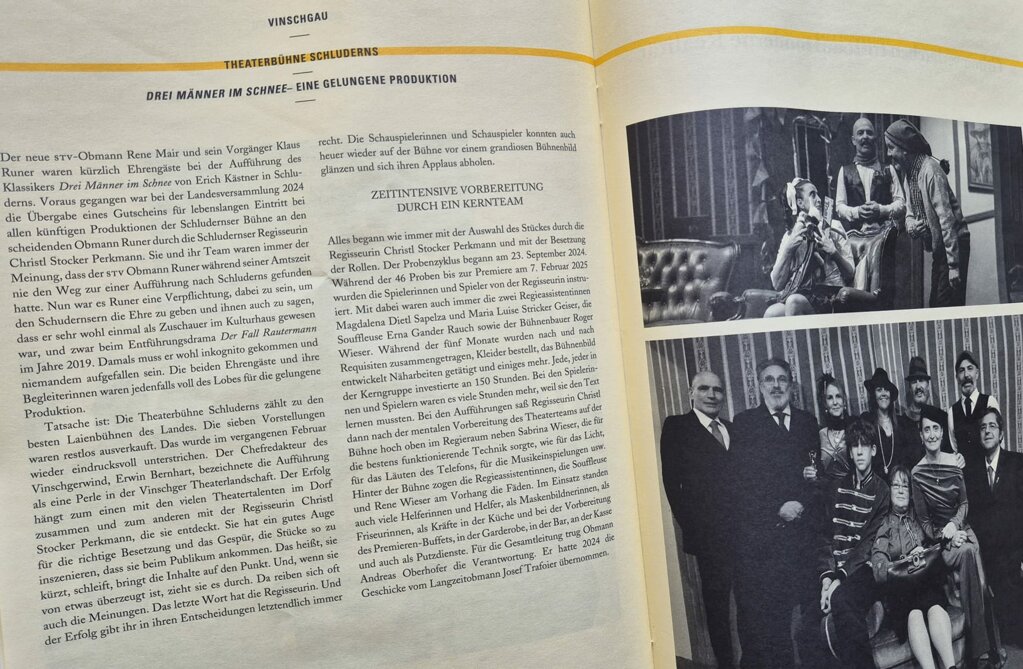 VINSCHGAU
THEATERBÜHNE SCHLUDERNS
DREI MÄNNER IM SCHNEE– EINE GELUNGENE PRODUKTION
Der neue STV-Obmann Rene Mair und sein Vorgänger Klaus
Runer waren kürzlich Ehrengäste bei der Aufführung des
Klassikers Drei Männer im Schnee von Erich Kästner in Schlu-
derns. Voraus gegangen war bei der Landesversammlung 2024
die Übergabe eines Gutscheins für lebenslangen Eintritt bei
allen künftigen Produktionen der Schludernser Bühne an den
scheidenden Obmann Runer durch die Schludernser Regisseurin
Christl Stocker Perkmann. Sie und ihr Team waren immer der
Meinung, dass der STV Obmann Runer während seiner Amtszeit
nie den Weg zur einer Aufführung nach Schluderns gefunden
hatte. Nun war es Runer eine Verpflichtung, dabei zu sein, um
den Schudernsern die Ehre zu geben und ihnen auch zu sagen,
dass er sehr wohl einmal als Zuschauer im Kulturhaus gewesen
war, und zwar beim Entführungsdrama Der Fall Rautermann
im Jahre 2019. Damals muss er wohl inkognito gekommen und
niemandem aufgefallen sein. Die beiden Ehrengäste und ihre
Begleiterinnen waren jedenfalls voll des Lobes für die gelungene
Produktion.
Tatsache ist: Die Theaterbühne Schluderns zählt zu den
besten Laienbühnen des Landes. Die sieben Vorstellungen
waren restlos ausverkauft. Das wurde im vergangenen Februar
wieder eindrucksvoll unterstrichen. Der Chefredakteur des
Vinschgerwind, Erwin Bernhart, bezeichnete die Aufführung
als eine Perle in der Vinschger Theaterlandschaft. Der Erfolg
hängt zum einen mit den vielen Theatertalenten im Dorf
zusammen und zum anderen mit der Regisseurin Christl
Stocker Perkmann, die sie entdeckt. Sie hat ein gutes Auge
für die richtige Besetzung und das Gespür, die Stücke so zu
inszenieren, dass sie beim Publikum ankommen. Das heißt, sie
kürzt, schleift, bringt die Inhalte auf den Punkt. Und, wenn sie
von etwas überzeugt ist, zieht sie es durch. Da reiben sich oft
auch die Meinungen. Das letzte Wort hat die Regisseurin. Und
der Erfolg gibt ihr in ihren Entscheidungen letztendlich immer
recht. Die Schauspielerinnen und Schauspieler konnten auch
heuer wieder auf der Bühne vor einem grandiosen Bühnenbild
glänzen und sich ihren Applaus abholen.
ZEITINTENSIVE VORBEREITUNG
DURCH EIN KERNTEAM
Alles begann wie immer mit der Auswahl des Stückes durch die
Regisseurin Christl Stocker Perkmann und mit der Besetzung
der Rollen. Der Probenzyklus begann am 23. September 2024.
Während der 46 Proben bis zur Premiere am 7. Februar 2025
wurden die Spielerinnen und Spieler von der Regisseurin instru-
iert. Mit dabei waren auch immer die zwei Regieassistentinnen
Magdalena Dietl Sapelza und Maria Luise Stricker Geiser, die
Souffleuse Erna Gander Rauch sowie der Bühnenbauer Roger
Wieser. Während der fünf Monate wurden nach und nach
Requisiten zusammengetragen, Kleider bestellt, das Bühnenbild
entwickelt Näharbeiten getätigt und einiges mehr. Jede, jeder in
der Kerngruppe investierte an 150 Stunden. Bei den Spielerin-
nen und Spielern waren es viele Stunden mehr, weil sie den Text
lernen mussten. Bei den Aufführungen saß Regisseurin Christl
dann nach der mentalen Vorbereitung des Theaterteams auf der
Bühne hoch oben im Regieraum neben Sabrina Wieser, die für
die bestens funktionierende Technik sorgte, wie für das Licht,
für das Läuten des Telefons, für die Musikeinspielungen usw.
Hinter der Bühne zogen die Regieassistentinnen, die Souffleuse
und Rene Wieser am Vorhang die Fäden. Im Einsatz standen
auch viele Helferinnen und Helfer, als Maskenbildnerinnen, als
Friseurinnen, als Kräfte in der Küche und bei der Vorbereitung
des Premieren-Buffets, in der Garderobe, in der Bar, an der Kasse
und auch als Putzdienste. Für die Gesamtleitung trug Obmann
Andreas Oberhofer die Verantwortung. Er hatte 2024 die
Geschicke vom Langzeitobmann Josef Trafoier übernommen.